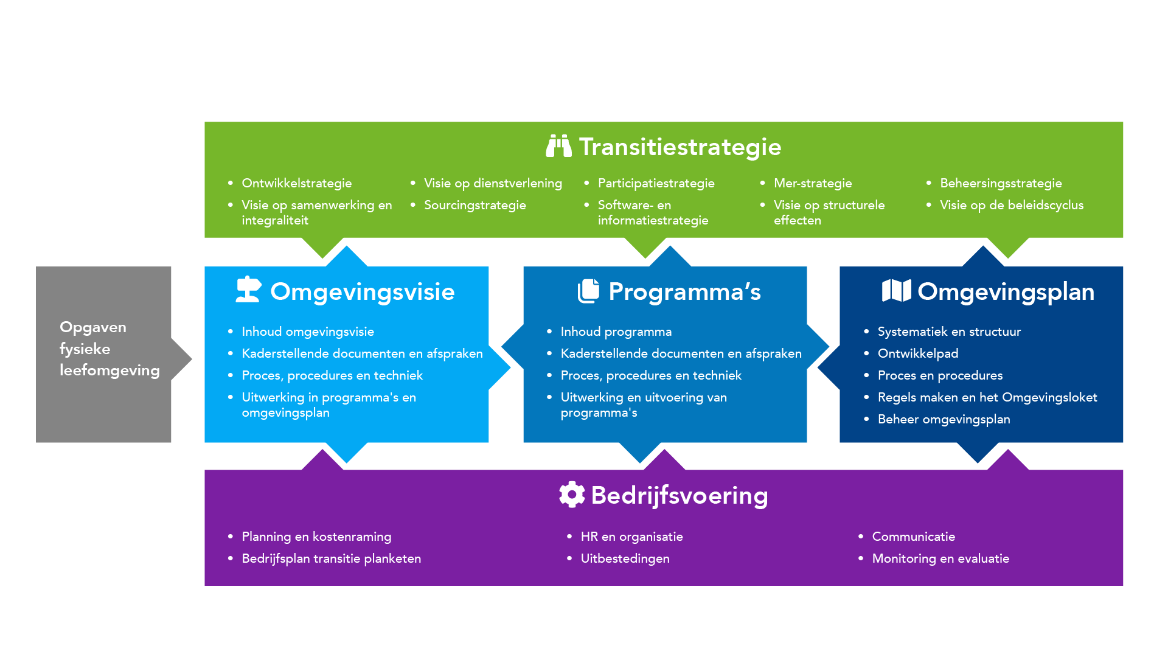 Transitiestrategie
• Ontwikkelstrategie
• Visie op samenwerking en
integraliteit
• Visie op dienstverlening
• Sourcingstrategie
• Participatiestrategie
• Software- en
informatiestrategie
• Mer-strategie
• Visie op structurele
effecten
• Beheersingsstrategie
• Visie op de beleidscyclus
Opgaven
fysieke
leefomgeving
Omgevingsvisie
• Inhoud omgevingsvisie
• Kaderstellende documenten en afspraken
• Proces, procedures en techniek
• Uitwerking in programma's en
omgevingsplan
Programma's
• Inhoud programma
• Kaderstellende documenten en afspraken
• Proces, procedures en techniek
• Uitwerking en uitvoering van
programma's
Omgevingsplan
• Systematiek en structuur
• Ontwikkelpad
• Proces en procedures
• Regels maken en het Omgevingsloket
• Beheer omgevingsplan
Bedrijfsvoering
• Planning en kostenraming
• Bedrijfsplan transitie planketen
• HR en organisatie
• Uitbestedingen
• Communicatie
• Monitoring en evaluatie